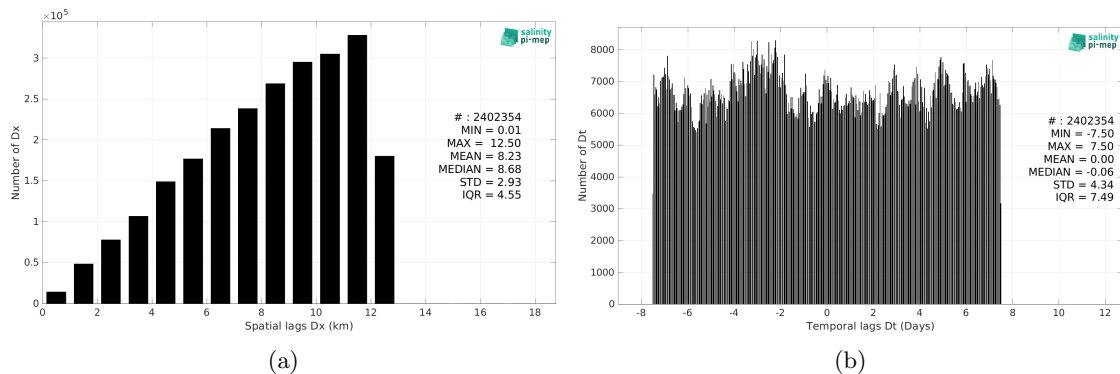 ×10⁵
3
2.5
2
1.5
1
0.5
0
Number of Dx
0 2 4 6 8 10 12 14 16 18
Spatial lags Dx (km)
salinity
pi-mep
# : 2402354
MIN = 0.01
MAX = 12.50
MEAN = 8.23
MEDIAN = 8.68
STD = 2.93
IQR = 4.55
(a)
8000
7000
6000
5000
4000
3000
2000
1000
0
Number of Dt
-8 -6 -4 -2 0 2 4 6 8 10 12
Temporal lags Dt (Days)
salinity
pi-mep
# : 2402354
MIN = -7.50
MAX = 7.50
MEAN = 0.00
MEDIAN = -0.06
STD = 4.34
IQR = 7.49
(b)